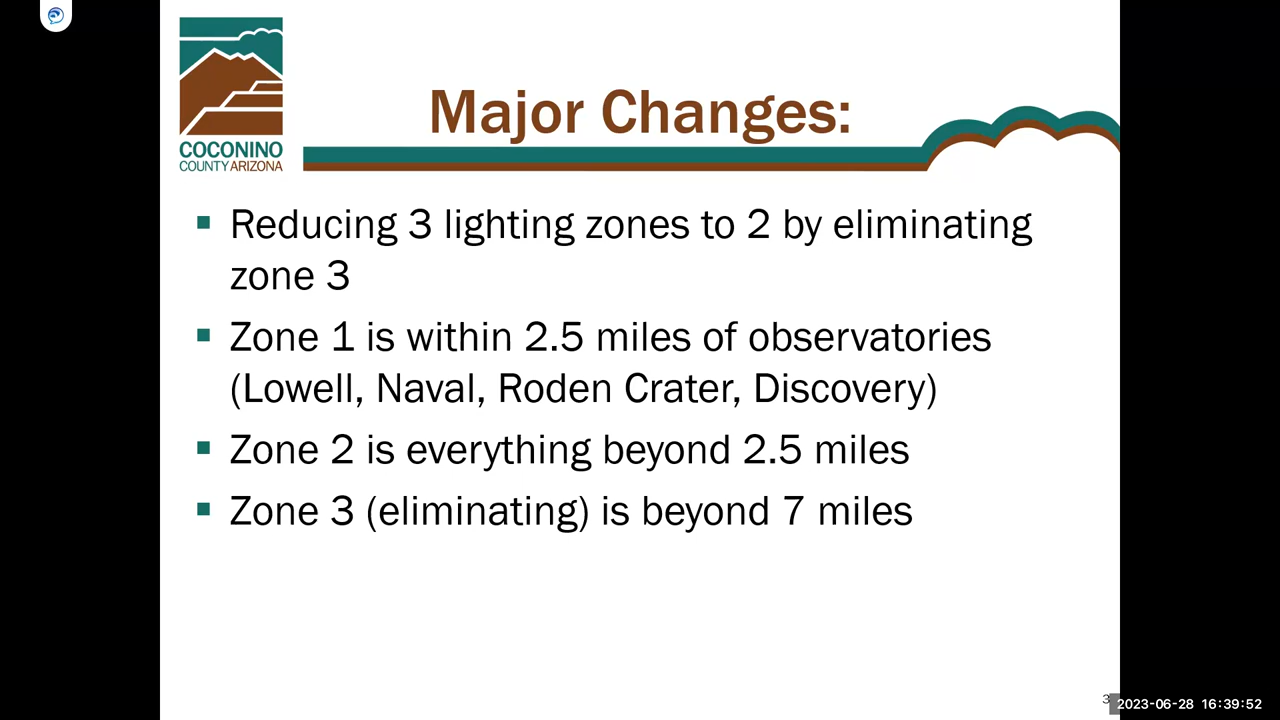 COCONINO
COUNTY ARIZONA
Major Changes:
Reducing 3 lighting zones to 2 by eliminating
zone 3
Zone 1 is within 2.5 miles of observatories
(Lowell, Naval, Roden Crater, Discovery)
Zone 2 is everything beyond 2.5 miles
Zone 3 (eliminating) is beyond 7 miles
3
2023-06-28 16:39:52